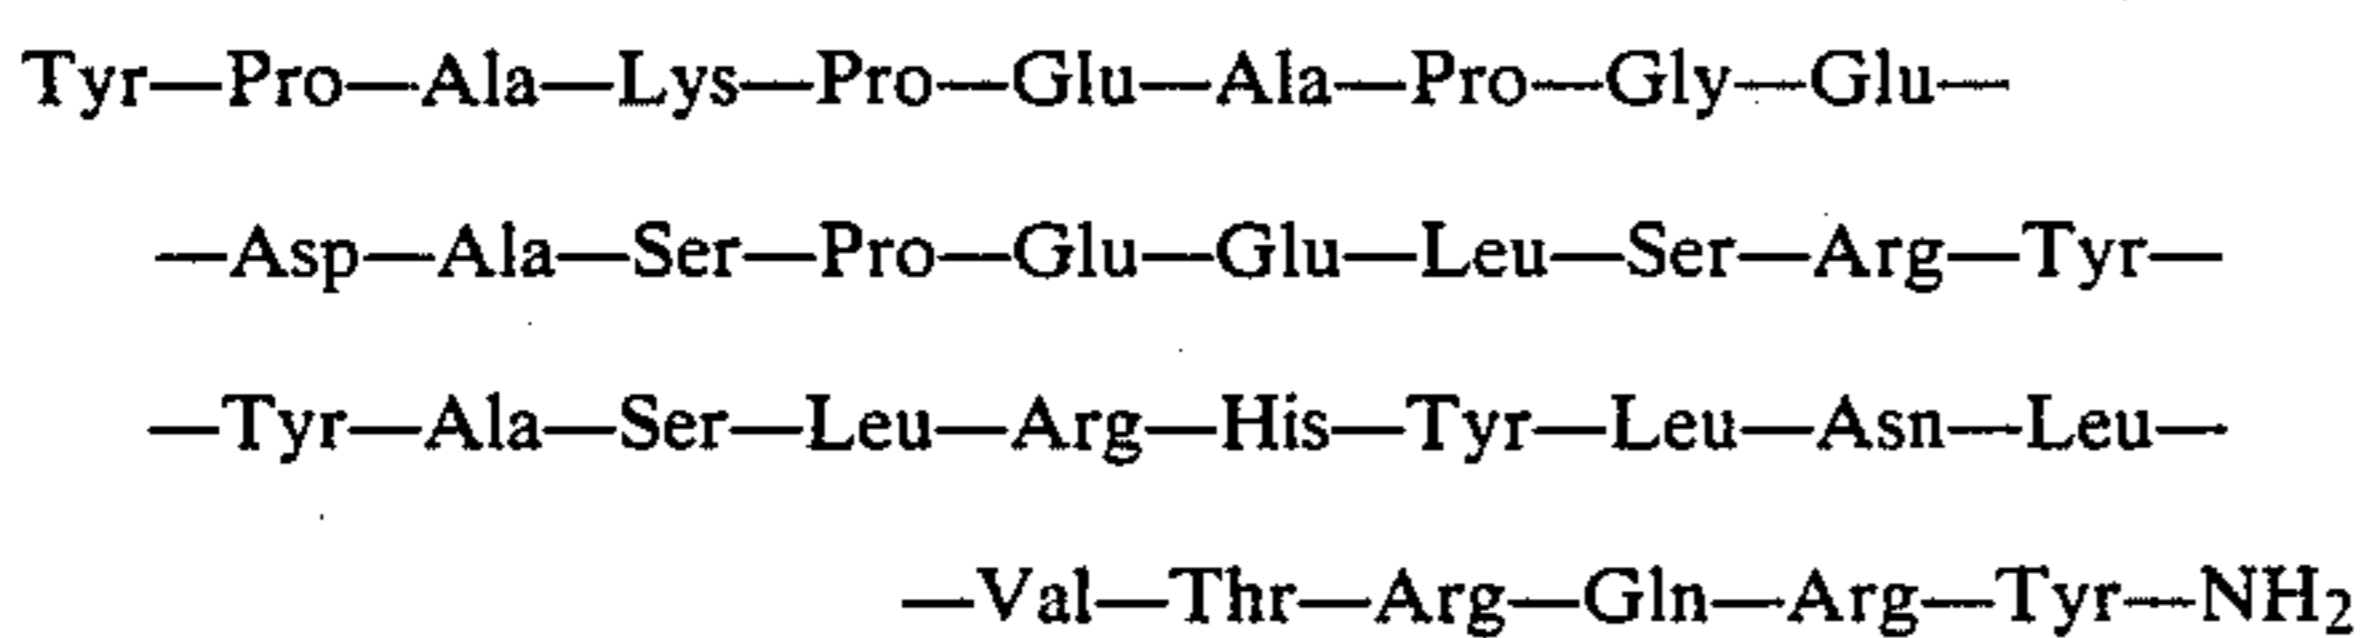 Tyr—Pro—Ala—Lys—Pro—Glu—Ala—Pro—Gly—Glu—
—Asp—Ala—Ser—Pro—Glu—Glu—Leu—Ser—Arg—Tyr—
—Tyr—Ala—Ser—Leu—Arg—His—Tyr—Leu—Asn—Leu—
—Val—Thr—Arg—Gln—Arg—Tyr—NH₂